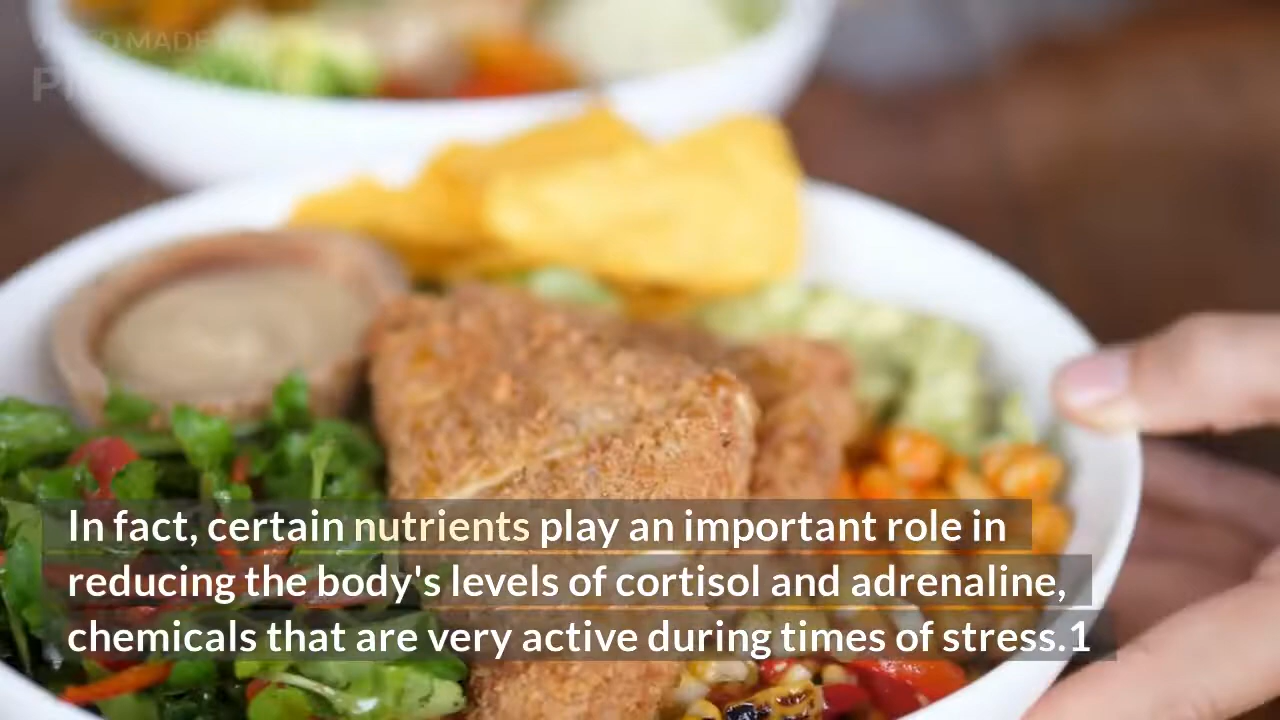 MADE
In fact, certain nutrients play an important role in
reducing the body's levels of cortisol and adrenaline,
chemicals that are very active during times of stress.1